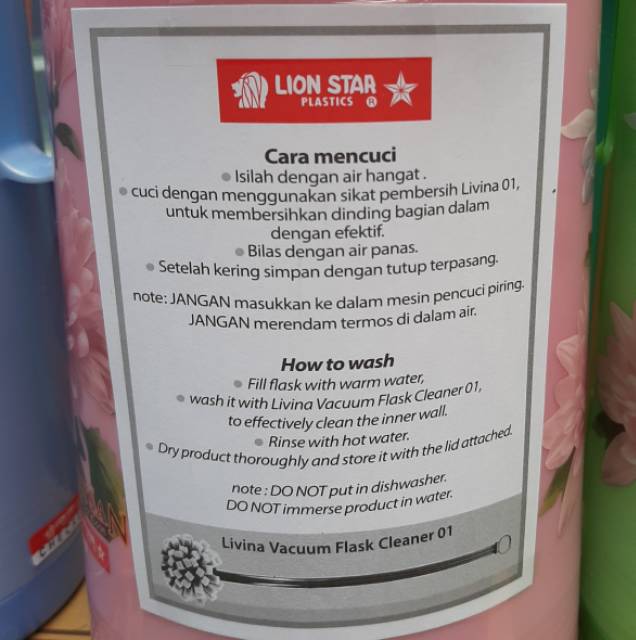 LION STAR
PLASTICS ®
Cara mencuci
• Isilah dengan air hangat .
• cuci dengan menggunakan sikat pembersih Livina 01,
untuk membersihkan dinding bagian dalam
dengan efektif.
• Bilas dengan air panas.
• Setelah kering simpan dengan tutup terpasang.
note: JANGAN masukkan ke dalam mesin pencuci piring.
JANGAN merendam termos di dalam air.
How to wash
• Fill flask with warm water,
• wash it with Livina Vacuum Flask Cleaner 01,
to effectively clean the inner wall.
• Rinse with hot water.
• Dry product thoroughly and store it with the lid attached.
note : DO NOT put in dishwasher.
DO NOT immerse product in water.
Livina Vacuum Flask Cleaner 01